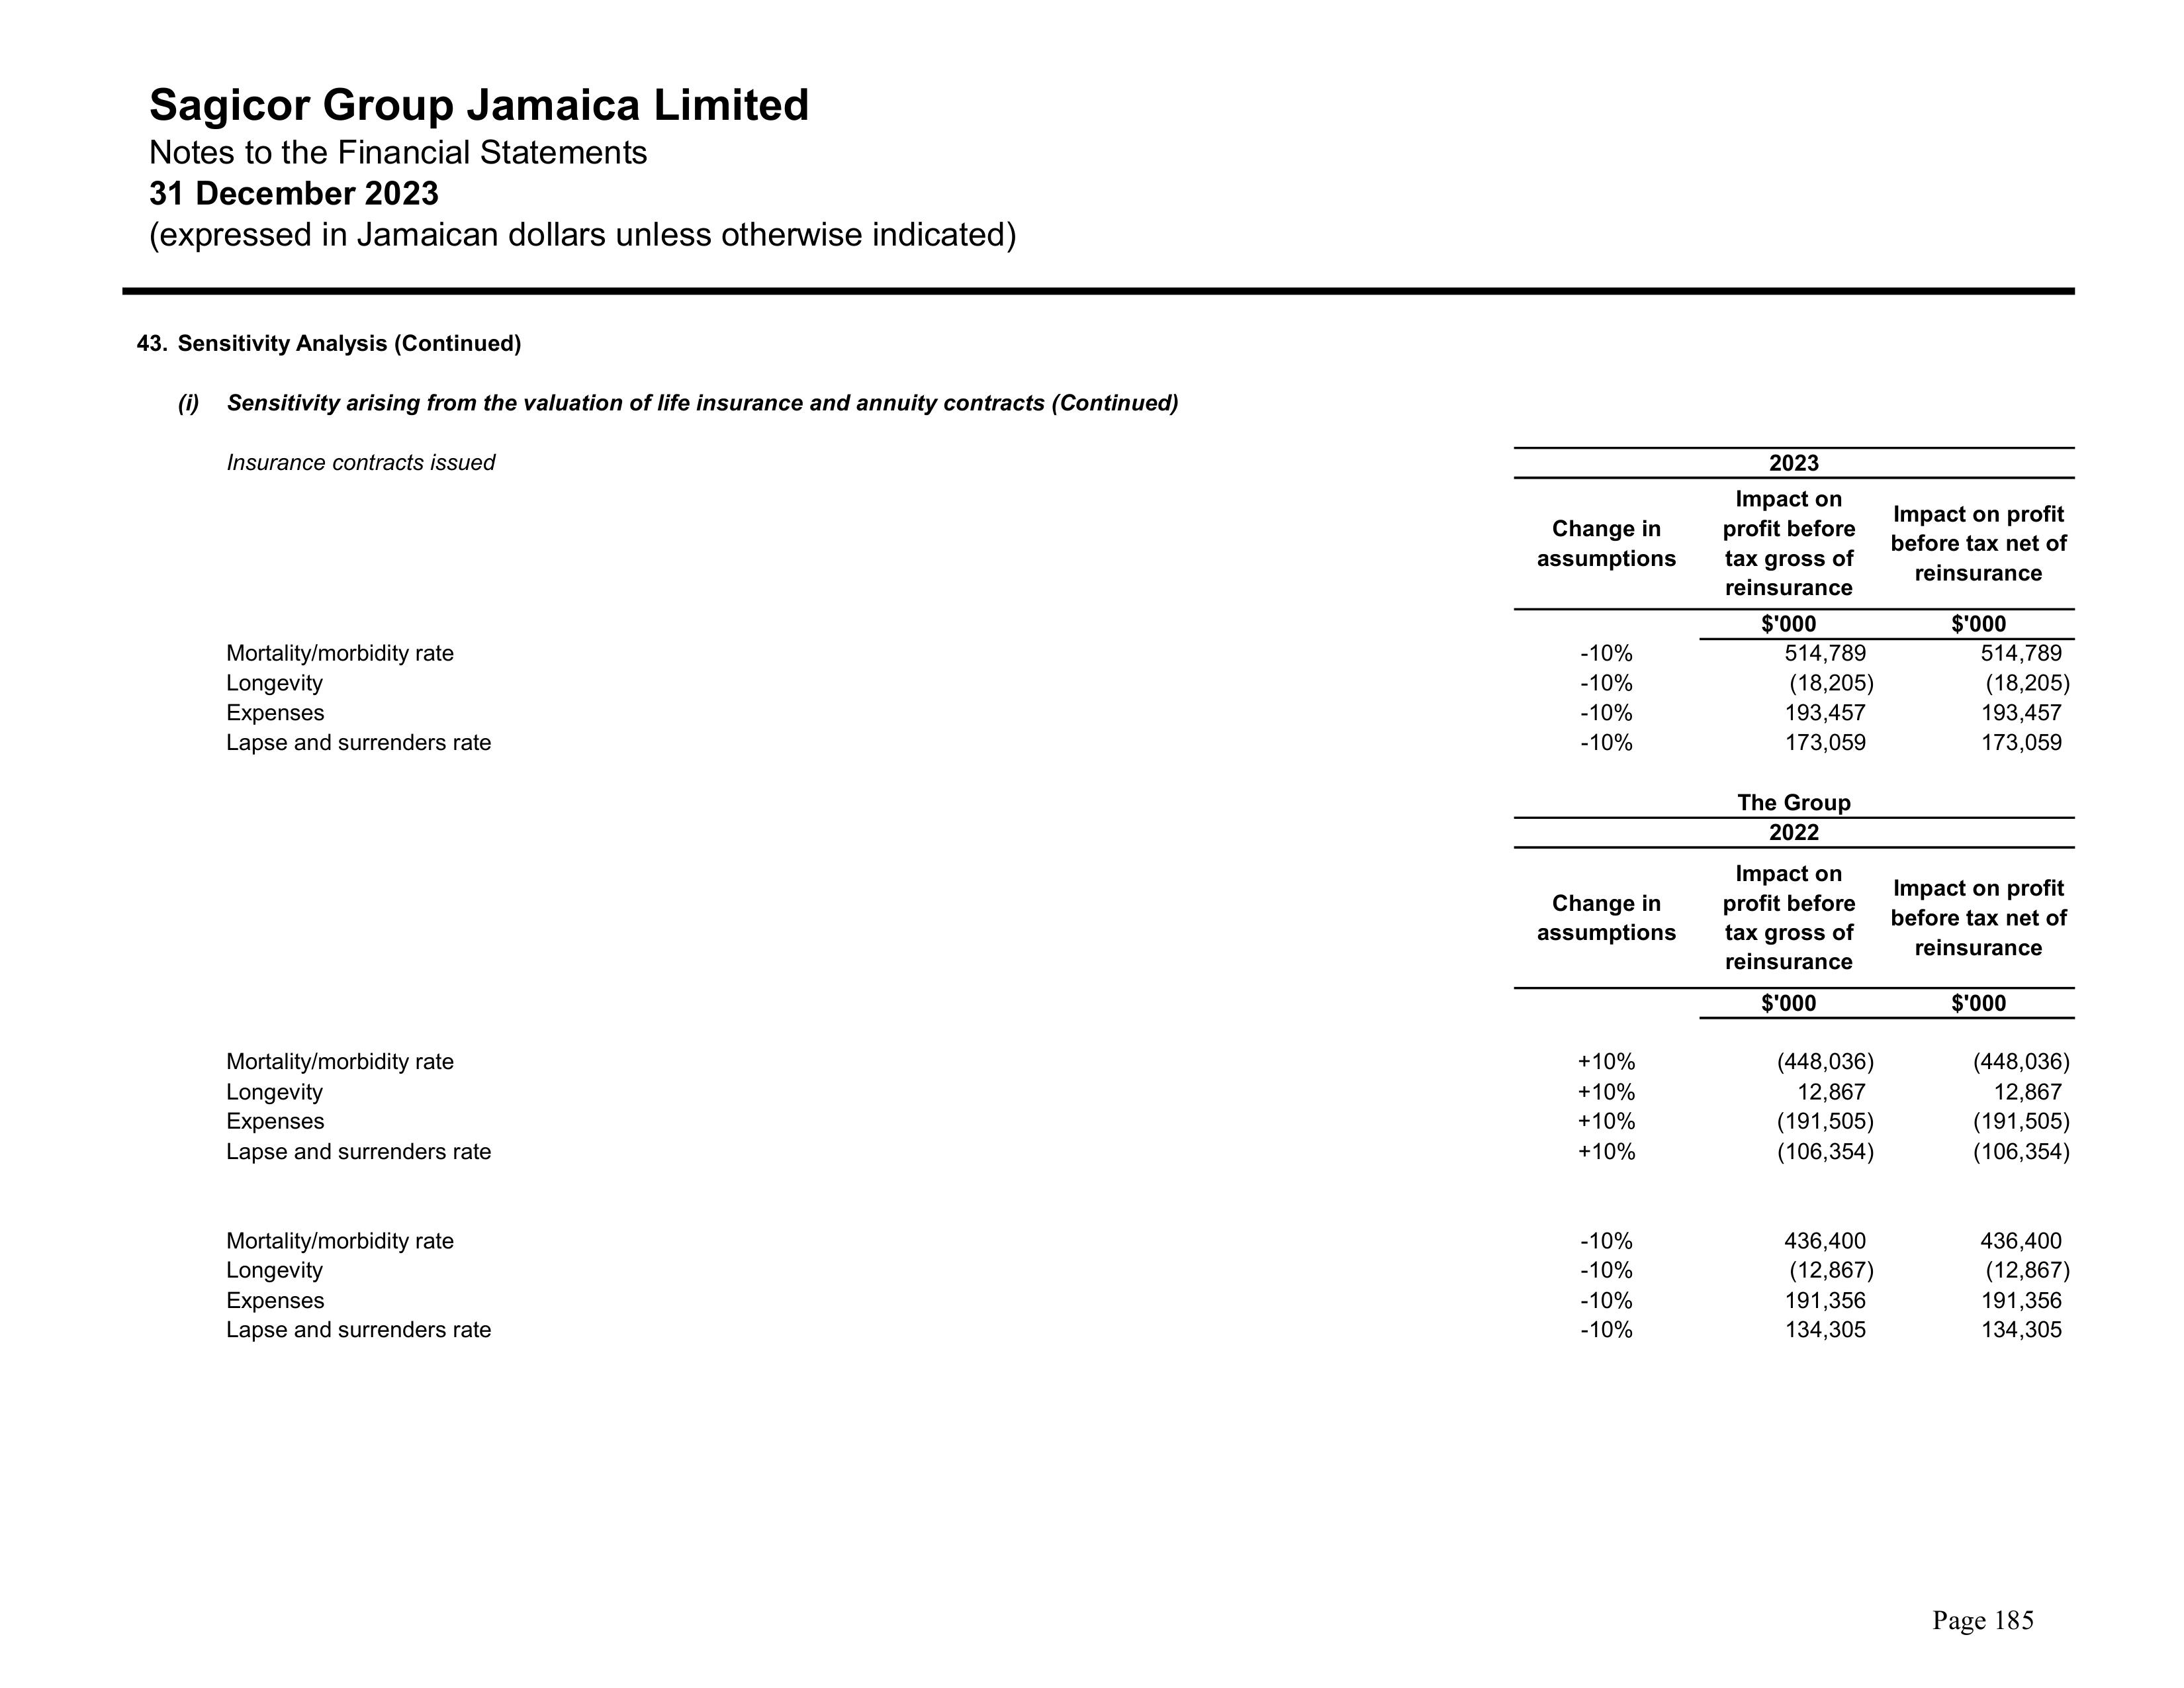 Sagicor Group Jamaica Limited
Notes to the Financial Statements
31 December 2023
(expressed in Jamaican dollars unless otherwise indicated)
43. Sensitivity Analysis (Continued)
(i) Sensitivity arising from the valuation of life insurance and annuity contracts (Continued)
Insurance contracts issued
2023
Change in assumptions
Impact on profit before tax gross of reinsurance
Impact on profit before tax net of reinsurance
$'000 $'000
Mortality/morbidity rate -10% 514,789 514,789
Longevity -10% (18,205) (18,205)
Expenses -10% 193,457 193,457
Lapse and surrenders rate -10% 173,059 173,059
The Group
2022
Change in assumptions
Impact on profit before tax gross of reinsurance
Impact on profit before tax net of reinsurance
$'000 $'000
Mortality/morbidity rate +10% (448,036) (448,036)
Longevity +10% 12,867 12,867
Expenses +10% (191,505) (191,505)
Lapse and surrenders rate +10% (106,354) (106,354)
Mortality/morbidity rate -10% 436,400 436,400
Longevity -10% (12,867) (12,867)
Expenses -10% 191,356 191,356
Lapse and surrenders rate -10% 134,305 134,305
Page 185